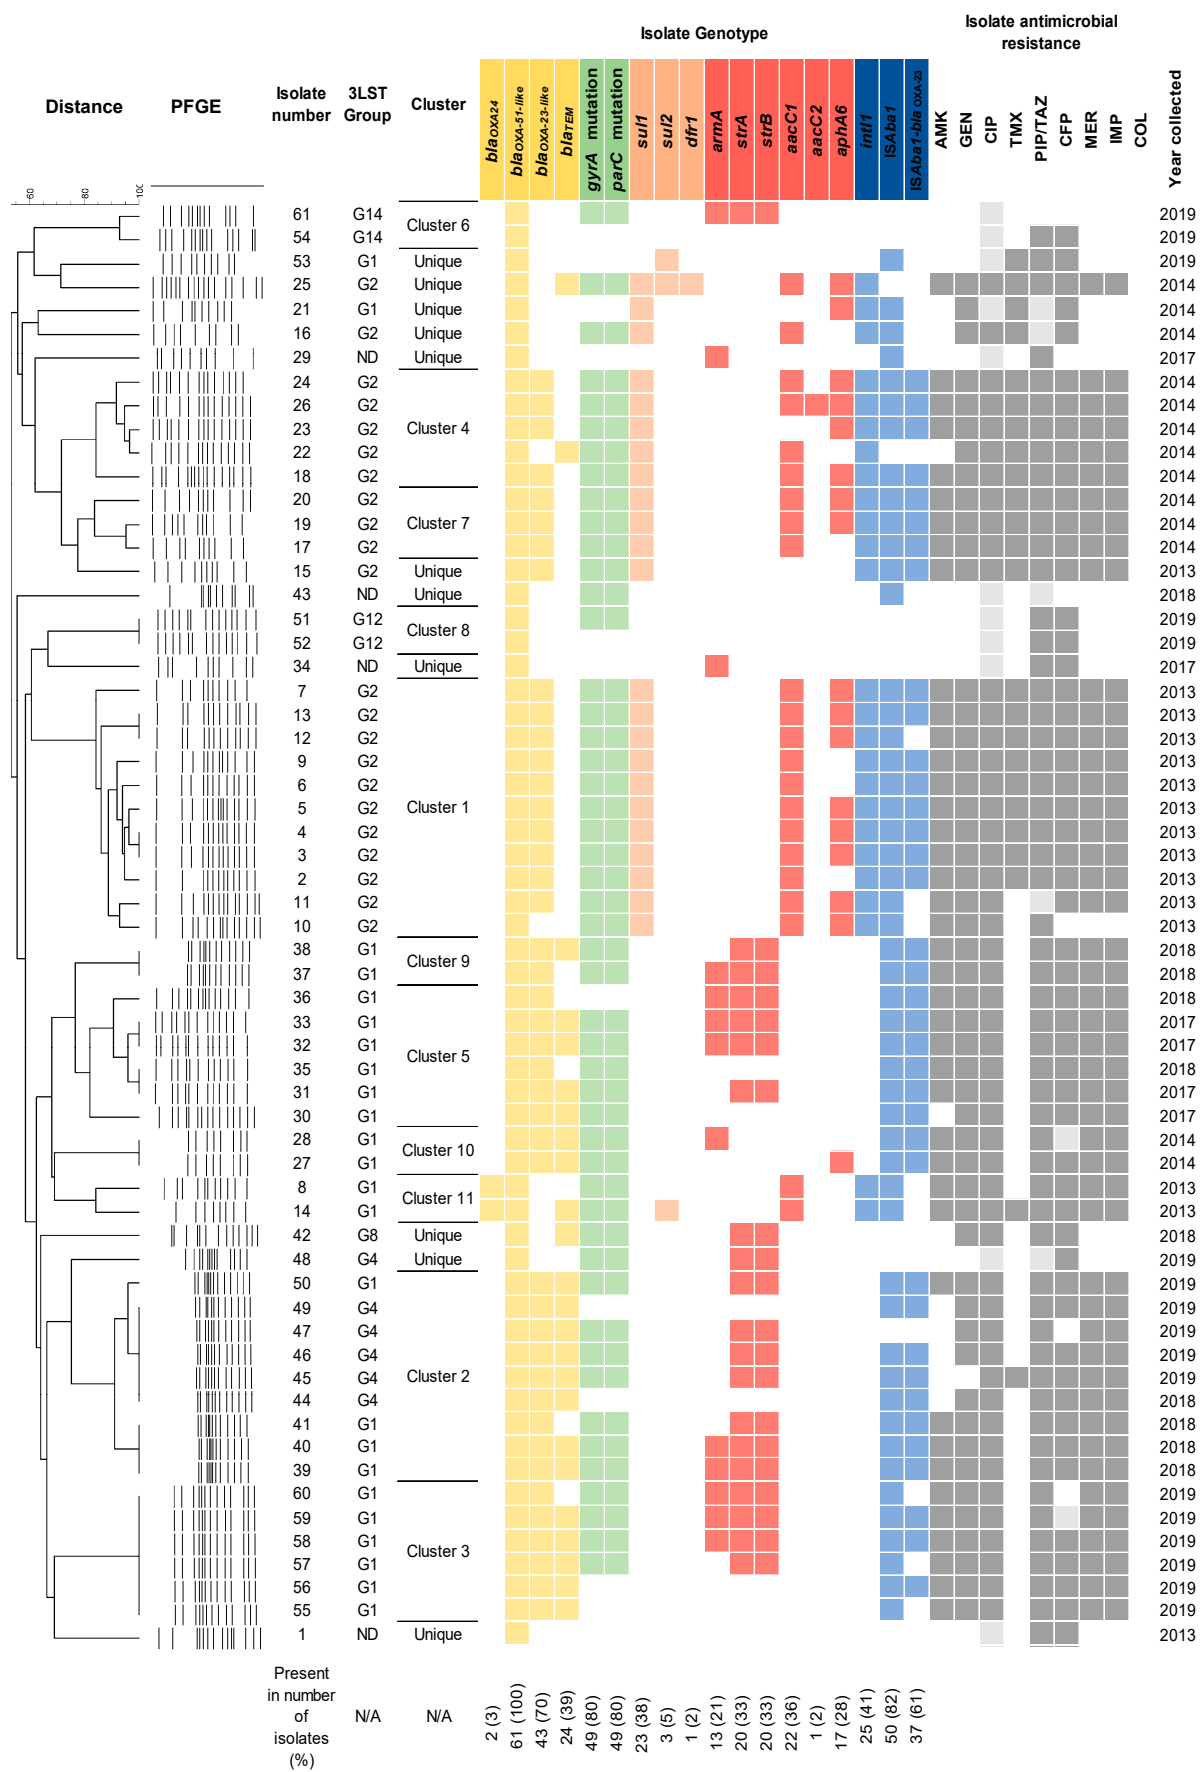 Isolate Genotype
Isolate antimicrobial
resistance
Distance
PFGE
Isolate
number
3LST
Group
Cluster
blaOXA24
blaOXA-51-like
blaOXA-23-like
blaTEM
gyrA mutation
parC mutation
sul1
sul2
dfr1
armA
strA
strB
aacC1
aacC2
aphA6
intI1
ISAba1
ISAba1-bla OXA-23
AMK
GEN
CIP
TMX
PIP/TAZ
CFP
MER
IMP
COL
Year collected
60
80
61 G14 Cluster 6 2019
54 G14 2019
53 G1 Unique 2019
25 G2 Unique 2014
21 G1 Unique 2014
16 G2 Unique 2014
29 ND Unique 2017
24 G2 2014
26 G2 2014
23 G2 Cluster 4 2014
22 G2 2014
18 G2 2014
20 G2 2014
19 G2 Cluster 7 2014
17 G2 2014
15 G2 Unique 2013
43 ND Unique 2018
51 G12 Cluster 8 2019
52 G12 2019
34 ND Unique 2017
7 G2 2013
13 G2 2013
12 G2 2013
9 G2 2013
6 G2 2013
5 G2 Cluster 1 2013
4 G2 2013
3 G2 2013
2 G2 2013
11 G2 2013
10 G2 2013
38 G1 Cluster 9 2018
37 G1 2018
36 G1 2018
33 G1 2017
32 G1 Cluster 5 2017
35 G1 2018
31 G1 2017
30 G1 2017
28 G1 Cluster 10 2014
27 G1 2014
8 G1 Cluster 11 2013
14 G1 2013
42 G8 Unique 2018
48 G4 Unique 2019
50 G1 2019
49 G4 2019
47 G4 2019
46 G4 2019
45 G4 Cluster 2 2019
44 G4 2018
41 G1 2018
40 G1 2018
39 G1 2018
60 G1 2019
59 G1 2019
58 G1 Cluster 3 2019
57 G1 2019
56 G1 2019
55 G1 2019
1 ND Unique 2013
Present
in number
of
isolates
(%)
N/A
N/A
2 (3)
61 (100)
43 (70)
24 (39)
49 (80)
49 (80)
23 (38)
3 (5)
1 (2)
13 (21)
20 (33)
20 (33)
22 (36)
1 (2)
17 (28)
25 (41)
50 (82)
37 (61)